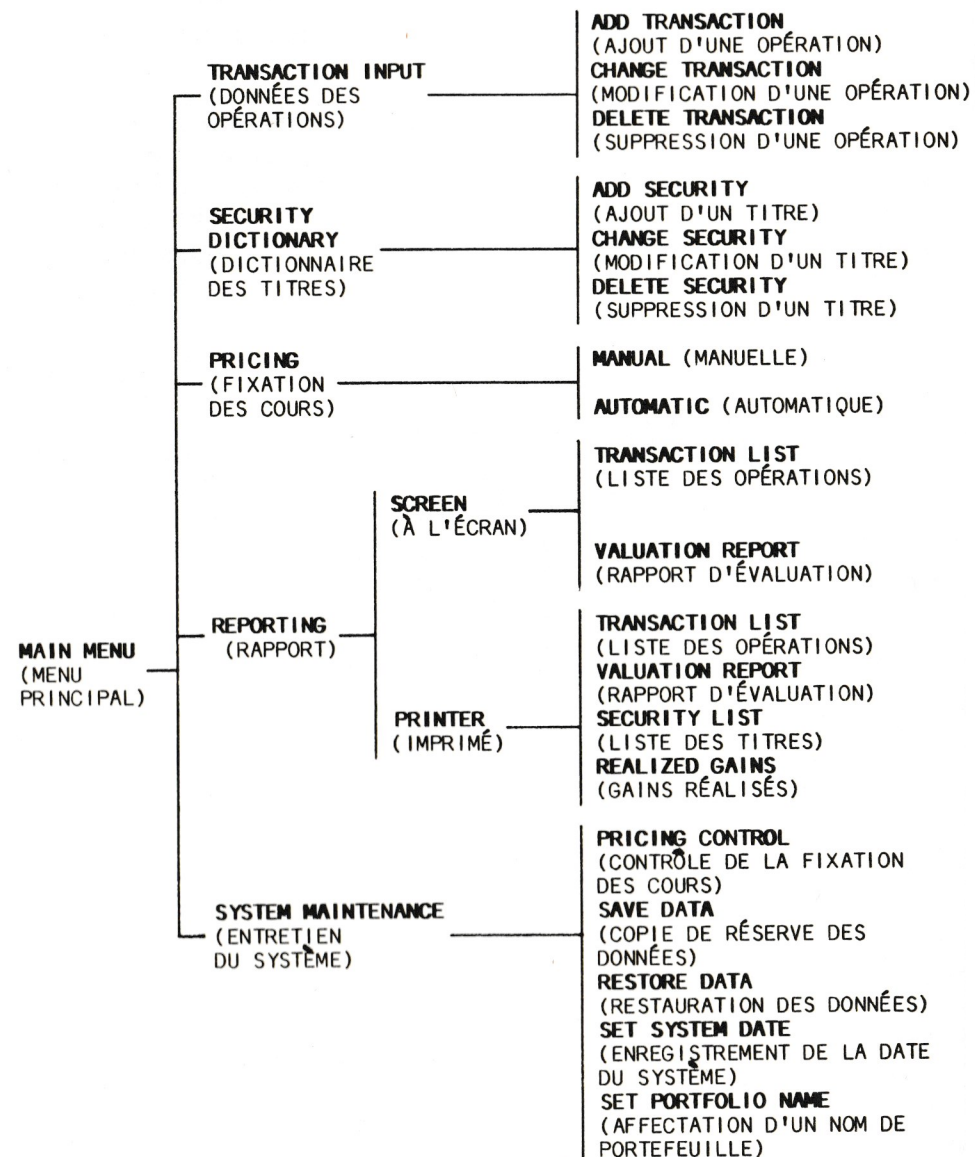 MAIN MENU
(MENU
PRINCIPAL)
TRANSACTION INPUT
(DONNÉES DES
OPÉRATIONS)
ADD TRANSACTION
(AJOUT D'UNE OPÉRATION)
CHANGE TRANSACTION
(MODIFICATION D'UNE OPÉRATION)
DELETE TRANSACTION
(SUPPRESSION D'UNE OPÉRATION)
SECURITY
DICTIONARY
(DICTIONNAIRE
DES TITRES)
ADD SECURITY
(AJOUT D'UN TITRE)
CHANGE SECURITY
(MODIFICATION D'UN TITRE)
DELETE SECURITY
(SUPPRESSION D'UN TITRE)
PRICING
(FIXATION
DES COURS)
MANUAL (MANUELLE)
AUTOMATIC (AUTOMATIQUE)
REPORTING
(RAPPORT)
SCREEN
(À L'ÉCRAN)
TRANSACTION LIST
(LISTE DES OPÉRATIONS)
VALUATION REPORT
(RAPPORT D'ÉVALUATION)
PRINTER
(IMPRIMÉ)
TRANSACTION LIST
(LISTE DES OPÉRATIONS)
VALUATION REPORT
(RAPPORT D'ÉVALUATION)
SECURITY LIST
(LISTE DES TITRES)
REALIZED GAINS
(GAINS RÉALISÉS)
SYSTEM MAINTENANCE
(ENTRETIEN
DU SYSTÈME)
PRICING CONTROL
(CONTRÔLE DE LA FIXATION
DES COURS)
SAVE DATA
(COPIE DE RÉSERVE DES
DONNÉES)
RESTORE DATA
(RESTAURATION DES DONNÉES)
SET SYSTEM DATE
(ENREGISTREMENT DE LA DATE
DU SYSTÈME)
SET PORTFOLIO NAME
(AFFECTATION D'UN NOM DE
PORTEFEUILLE)